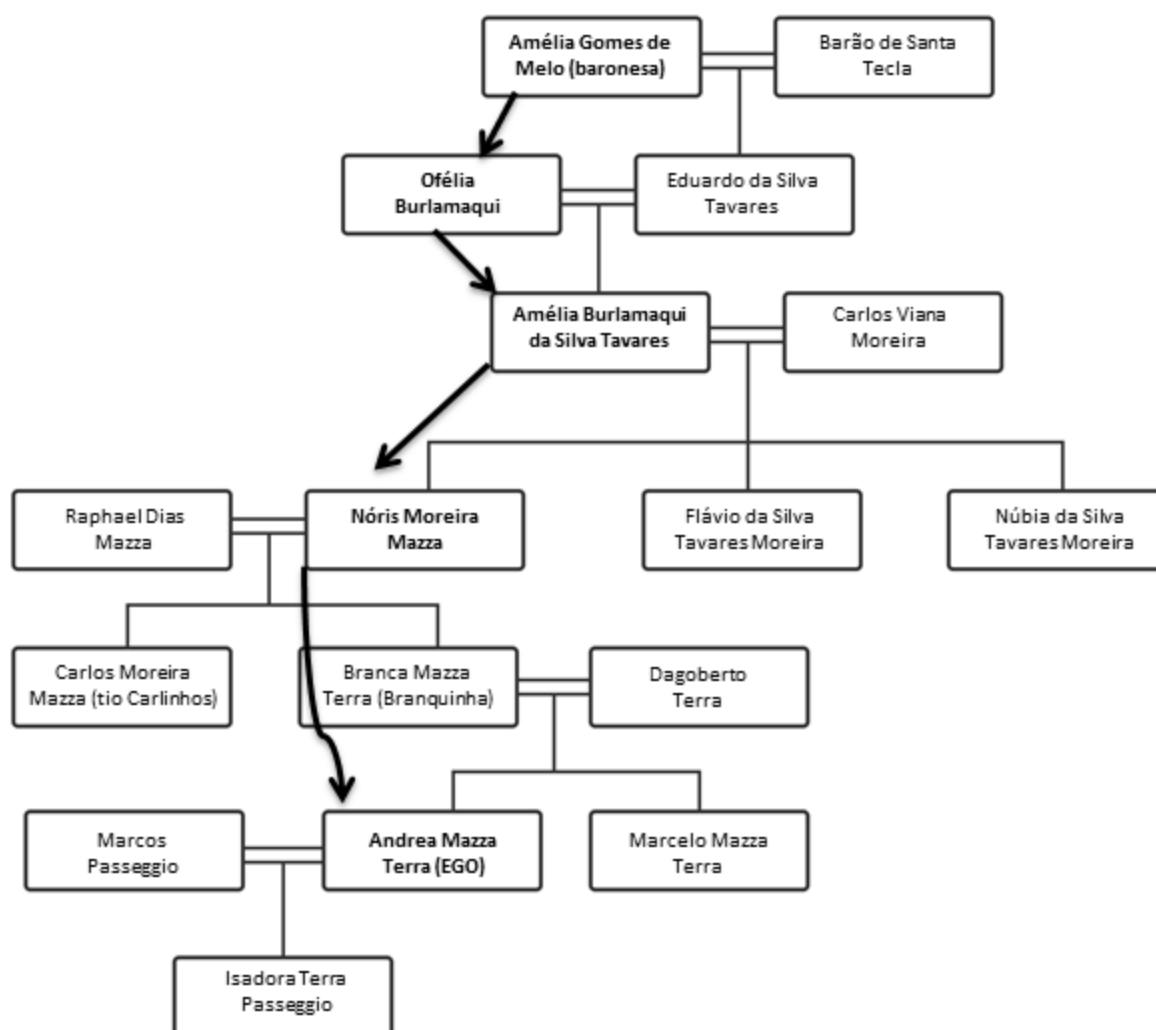 Amélia Gomes de
Melo (baronesa)
Barão de Santa
Tecla
Ofélia
Burlamaqui
Eduardo da Silva
Tavares
Amélia Burlamaqui
da Silva Tavares
Carlos Viana
Moreira
Raphael Dias
Mazza
Nóris Moreira
Mazza
Flávio da Silva
Tavares Moreira
Núbia da Silva
Tavares Moreira
Carlos Moreira
Mazza (tio Carlinhos)
Branca Mazza
Terra (Branquinha)
Dagoberto
Terra
Marcos
Passeggio
Andrea Mazza
Terra (EGO)
Marcelo Mazza
Terra
Isadora Terra
Passeggio